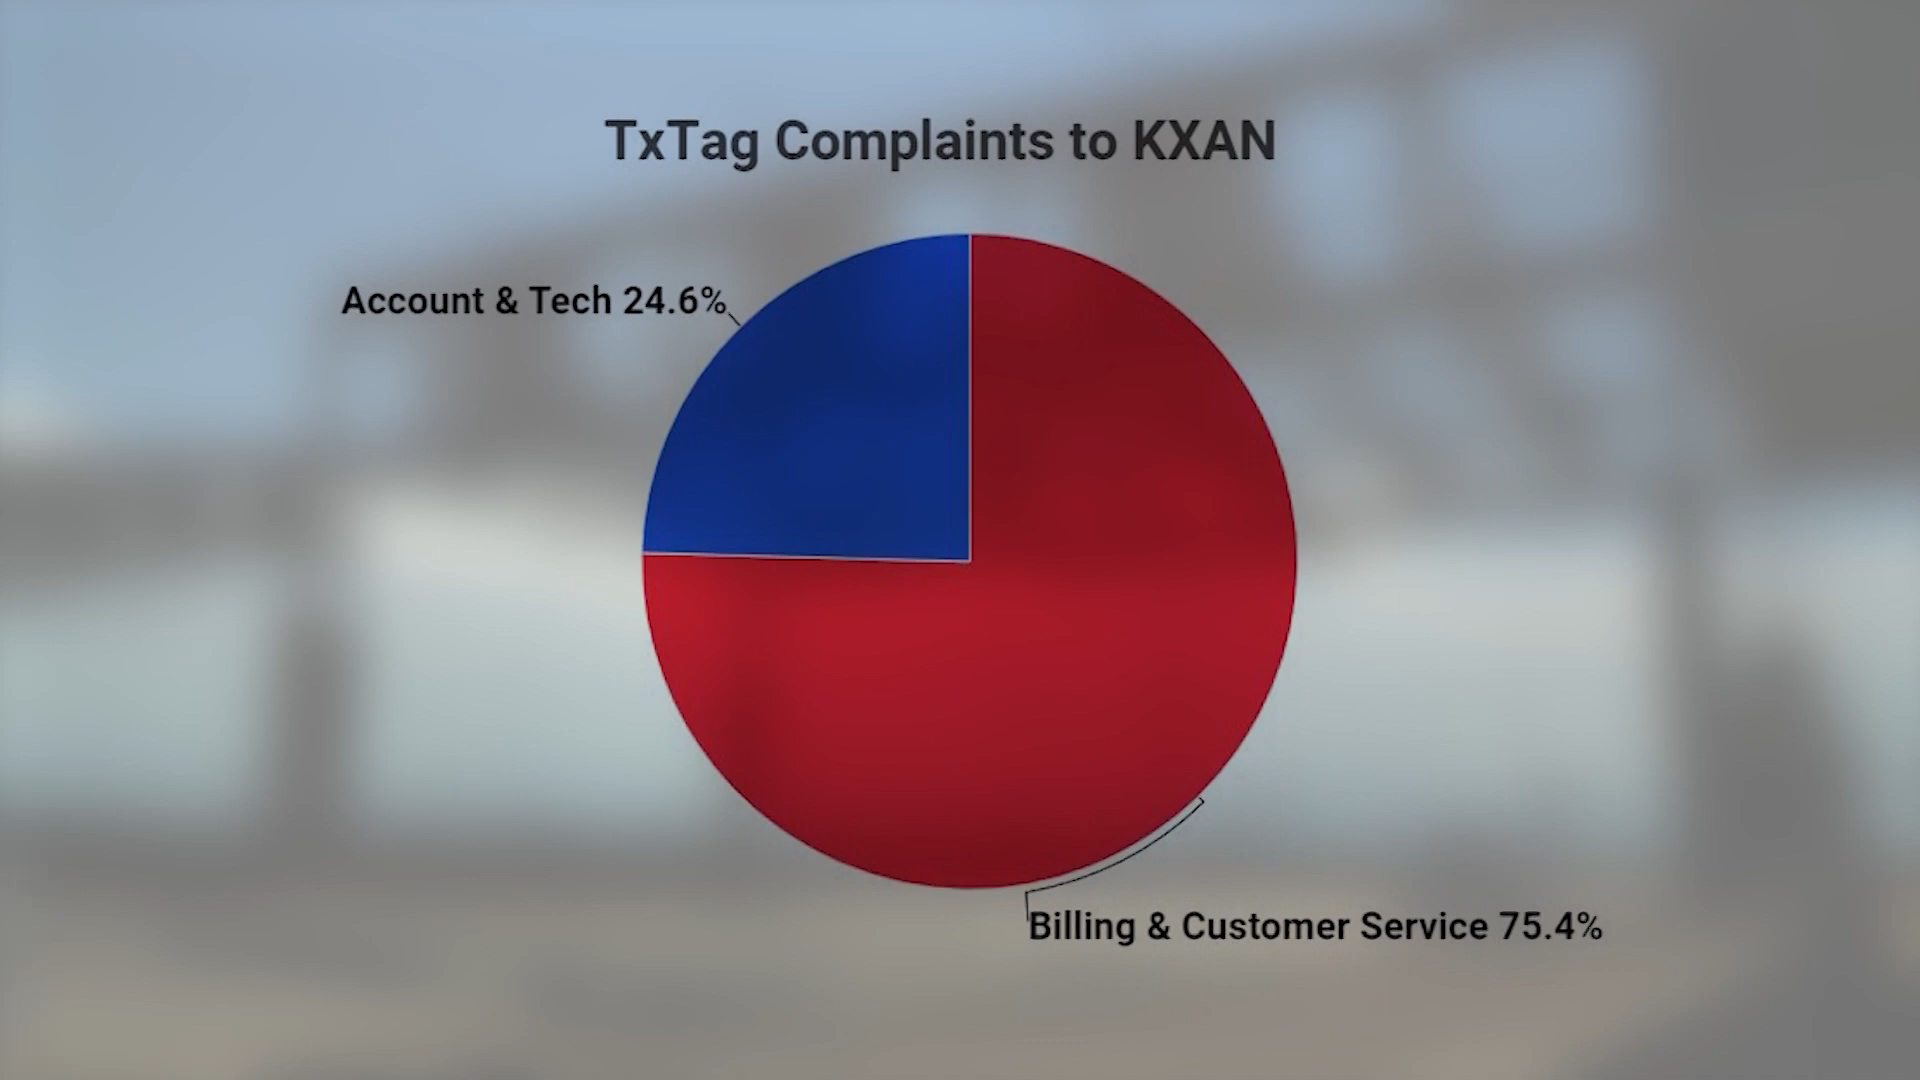 TxTag Complaints to KXAN
Account & Tech 24.6%
Billing & Customer Service 75.4%